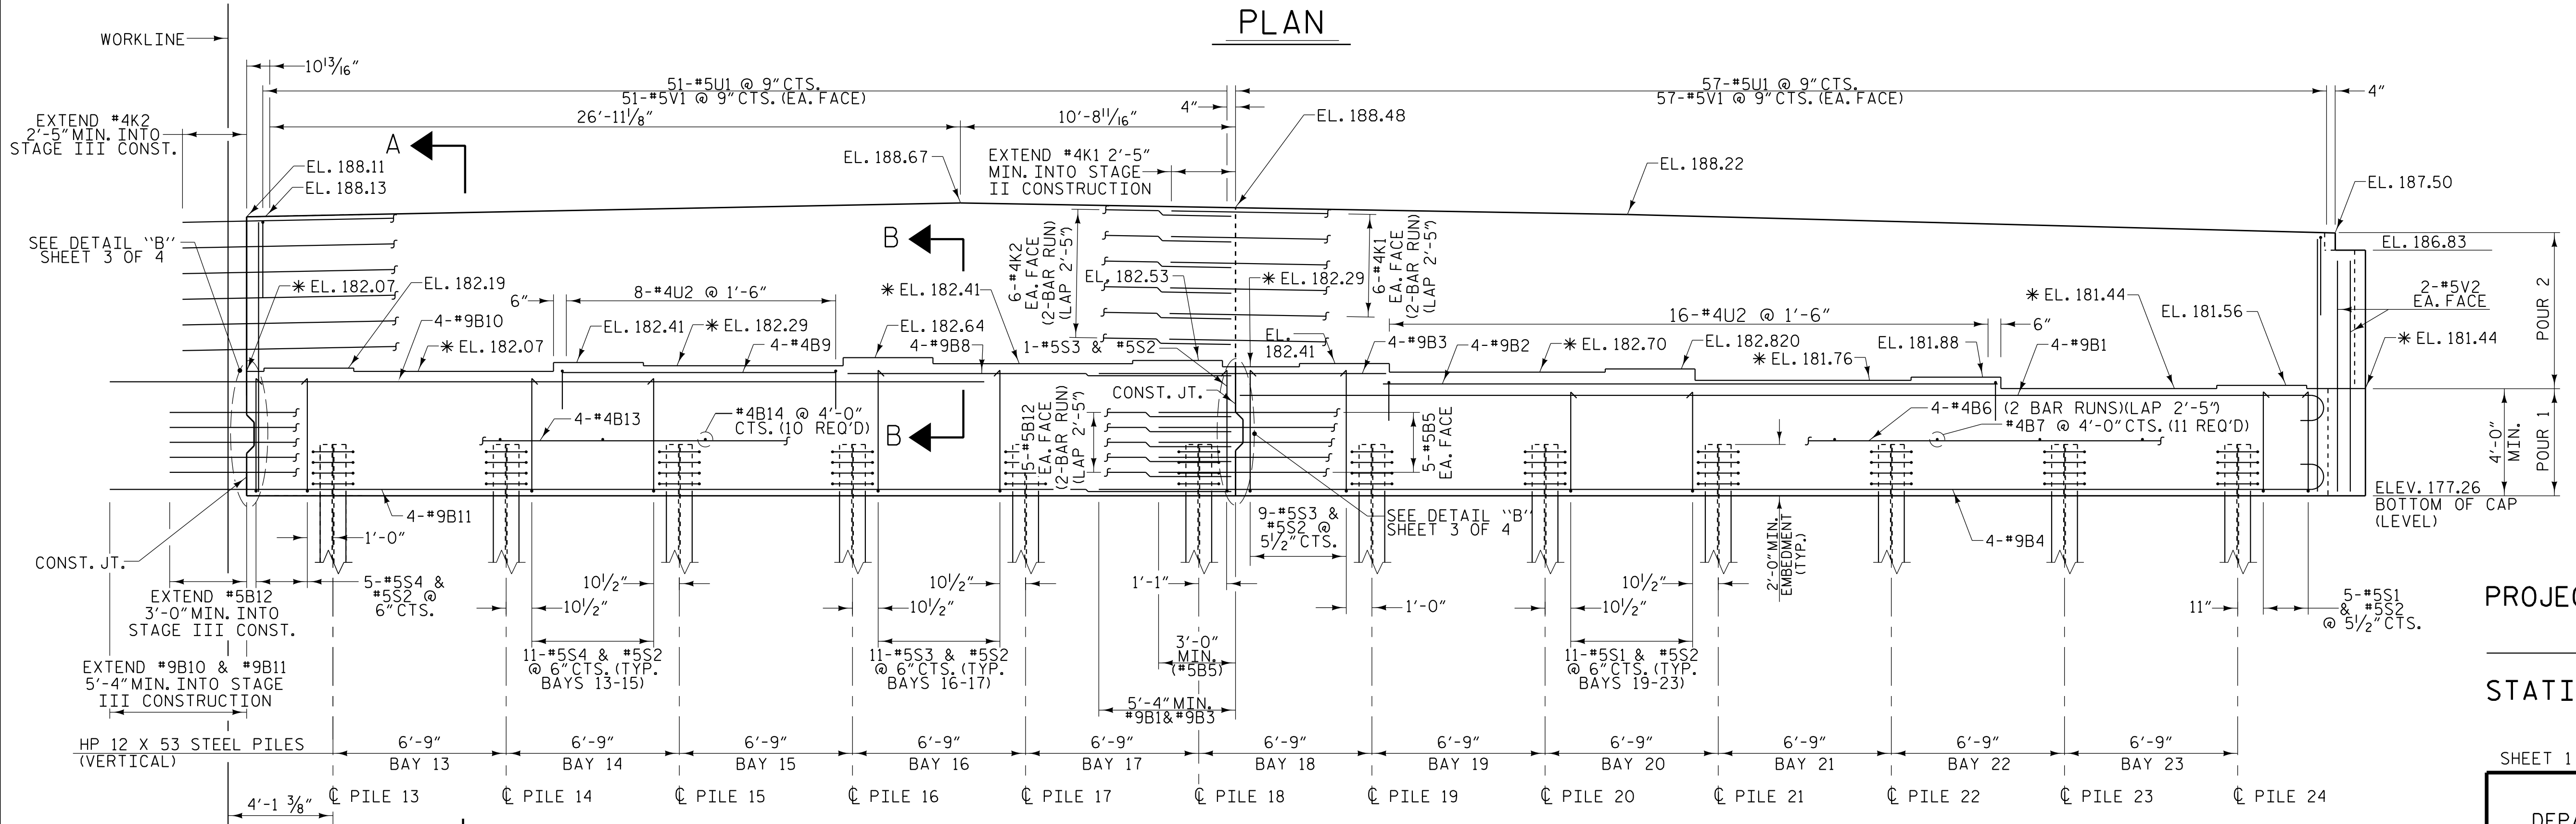 PLAN
WORKLINE
10 13/16"
51-#5U1 @ 9" CTS.
51-#5V1 @ 9" CTS. (EA. FACE)
57-#5U1 @ 9" CTS.
57-#5V1 @ 9" CTS. (EA. FACE)
4"
4"
26'-11 1/8"
10'-8 11/16"
EL. 188.48
EXTEND #4K2
2'-5" MIN. INTO
STAGE III CONST.
A
EL. 188.11
EL. 188.13
EL. 188.67
EXTEND #4K1 2'-5"
MIN. INTO STAGE
II CONSTRUCTION
EL. 188.22
EL. 187.50
SEE DETAIL "B"
SHEET 3 OF 4
B
6-#4K2
EA. FACE
(2-BAR RUN)
(LAP 2'-5")
6-#4K1
EA. FACE
(2-BAR RUN)
(LAP 2'-5")
EL. 186.83
✳ EL. 182.07
EL. 182.19
6"
8-#4U2 @ 1'-6"
✳ EL. 182.41
EL. 182.53
✳ EL. 182.29
2-#5V2
EA. FACE
POUR 2
4-#9B10
✳ EL. 182.07
EL. 182.41
✳ EL. 182.29
4-#4B9
EL. 182.64
4-#9B8
1-#5S3 & #5S2
EL.
182.41
16-#4U2 @ 1'-6"
6"
✳ EL. 181.44
EL. 181.56
✳ EL. 181.44
4-#9B3
4-#9B2
✳ EL. 182.70
EL. 182.820
✳ EL. 181.76
EL. 181.88
4-#9B1
CONST. JT.
4-#4B13
#4B14 @ 4'-0"
CTS. (10 REQ'D)
B
5-#5B12
EA. FACE
(2-BAR RUN)
(LAP 2'-5")
5-#5B5
EA. FACE
4-#4B6 (2 BAR RUNS)(LAP 2'-5")
#4B7 @ 4'-0" CTS. (11 REQ'D)
4'-0"
MIN.
POUR 1
4-#9B11
1'-0"
CONST. JT.
9-#5S3 &
#5S2 @
5 1/2" CTS.
SEE DETAIL "B"
SHEET 3 OF 4
2'-0" MIN.
EMBEDMENT
(TYP.)
4-#9B4
ELEV. 177.26
BOTTOM OF CAP
(LEVEL)
EXTEND #5B12
3'-0" MIN. INTO
STAGE III CONST.
5-#5S4 &
#5S2 @
6" CTS.
10 1/2"
10 1/2"
10 1/2"
10 1/2"
1'-1"
1'-0"
10 1/2"
10 1/2"
11"
5-#5S1
& #5S2
@ 5 1/2" CTS.
PROJEC
EXTEND #9B10 & #9B11
5'-4" MIN. INTO STAGE
III CONSTRUCTION
11-#5S4 & #5S2
@ 6" CTS. (TYP.
BAYS 13-15)
11-#5S3 & #5S2
@ 6" CTS. (TYP.
BAYS 16-17)
3'-0"
MIN.
(#5B5)
5'-4" MIN.
#9B1&#9B3
11-#5S1 & #5S2
@ 6" CTS. (TYP.
BAYS 19-23)
STATI
HP 12 X 53 STEEL PILES
(VERTICAL)
6'-9" 6'-9" 6'-9" 6'-9" 6'-9" 6'-9" 6'-9" 6'-9" 6'-9" 6'-9" 6'-9"
BAY 13 BAY 14 BAY 15 BAY 16 BAY 17 BAY 18 BAY 19 BAY 20 BAY 21 BAY 22 BAY 23
SHEET 1
4'-1 3/8"
℄ PILE 13 ℄ PILE 14 ℄ PILE 15 ℄ PILE 16 ℄ PILE 17 ℄ PILE 18 ℄ PILE 19 ℄ PILE 20 ℄ PILE 21 ℄ PILE 22 ℄ PILE 23 ℄ PILE 24
DEPA